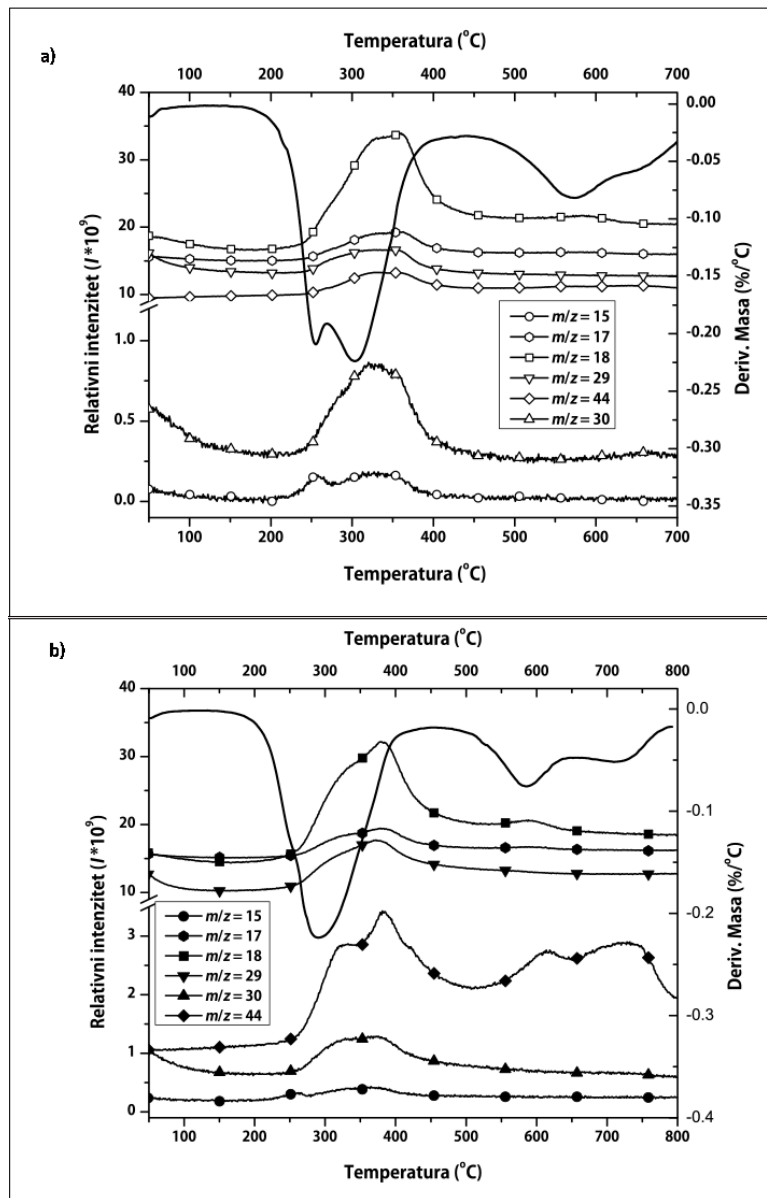 a)
Temperatura (°C)
100 200 300 400 500 600 700
40
30
20
10
1.0
0.5
0.0
Relativni intenzitet (I*10⁹)
0.00
-0.05
-0.10
-0.15
-0.20
-0.25
-0.30
-0.35
Deriv. Masa (%/°C)
m/z = 15
m/z = 17
m/z = 18
m/z = 29
m/z = 44
m/z = 30
100 200 300 400 500 600 700
Temperatura (°C)
b)
Temperatura (°C)
100 200 300 400 500 600 700 800
40
30
20
10
3
2
1
0
Relativni intenzitet (I*10⁹)
0.0
-0.1
-0.2
-0.3
-0.4
Deriv. Masa (%/°C)
m/z = 15
m/z = 17
m/z = 18
m/z = 29
m/z = 30
m/z = 44
100 200 300 400 500 600 700 800
Temperatura (°C)